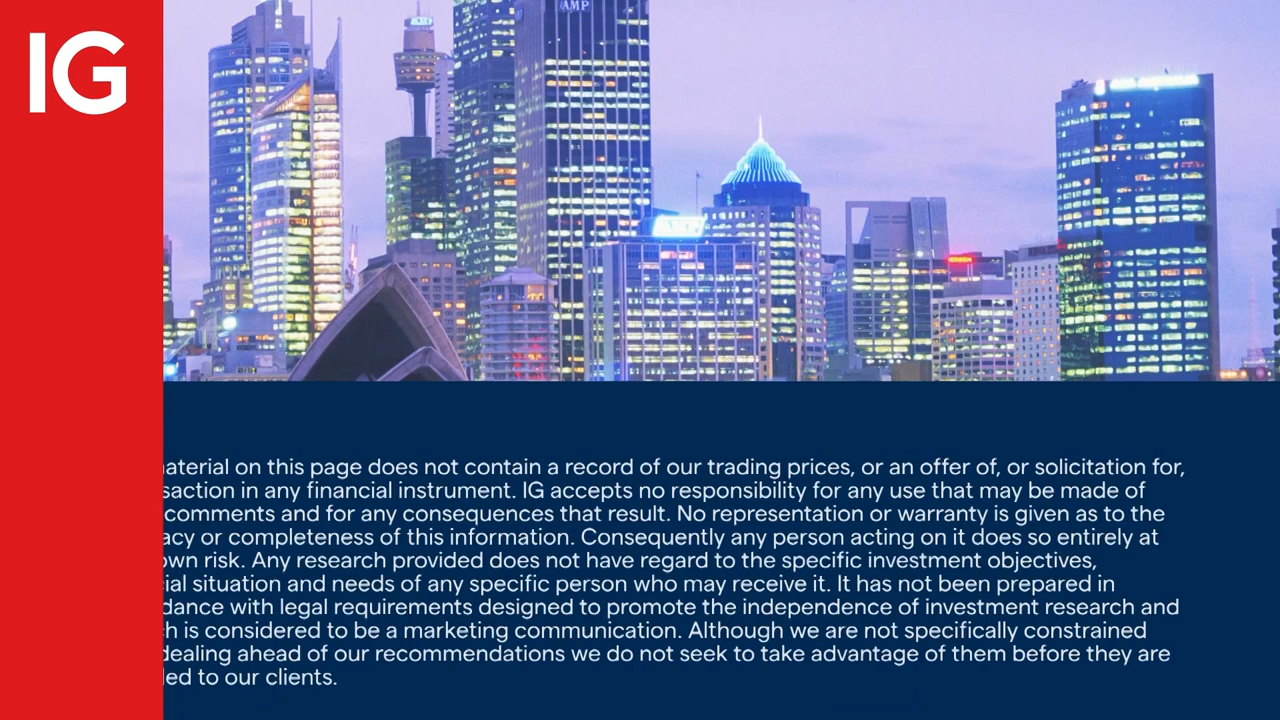 IG
AMP
AMP
aterial on this page does not contain a record of our trading prices, or an offer of, or solicitation for,
saction in any financial instrument. IG accepts no responsibility for any use that may be made of
comments and for any consequences that result. No representation or warranty is given as to the
acy or completeness of this information. Consequently any person acting on it does so entirely at
own risk. Any research provided does not have regard to the specific investment objectives,
ial situation and needs of any specific person who may receive it. It has not been prepared in
dance with legal requirements designed to promote the independence of investment research and
h is considered to be a marketing communication. Although we are not specifically constrained
dealing ahead of our recommendations we do not seek to take advantage of them before they are
ed to our clients.